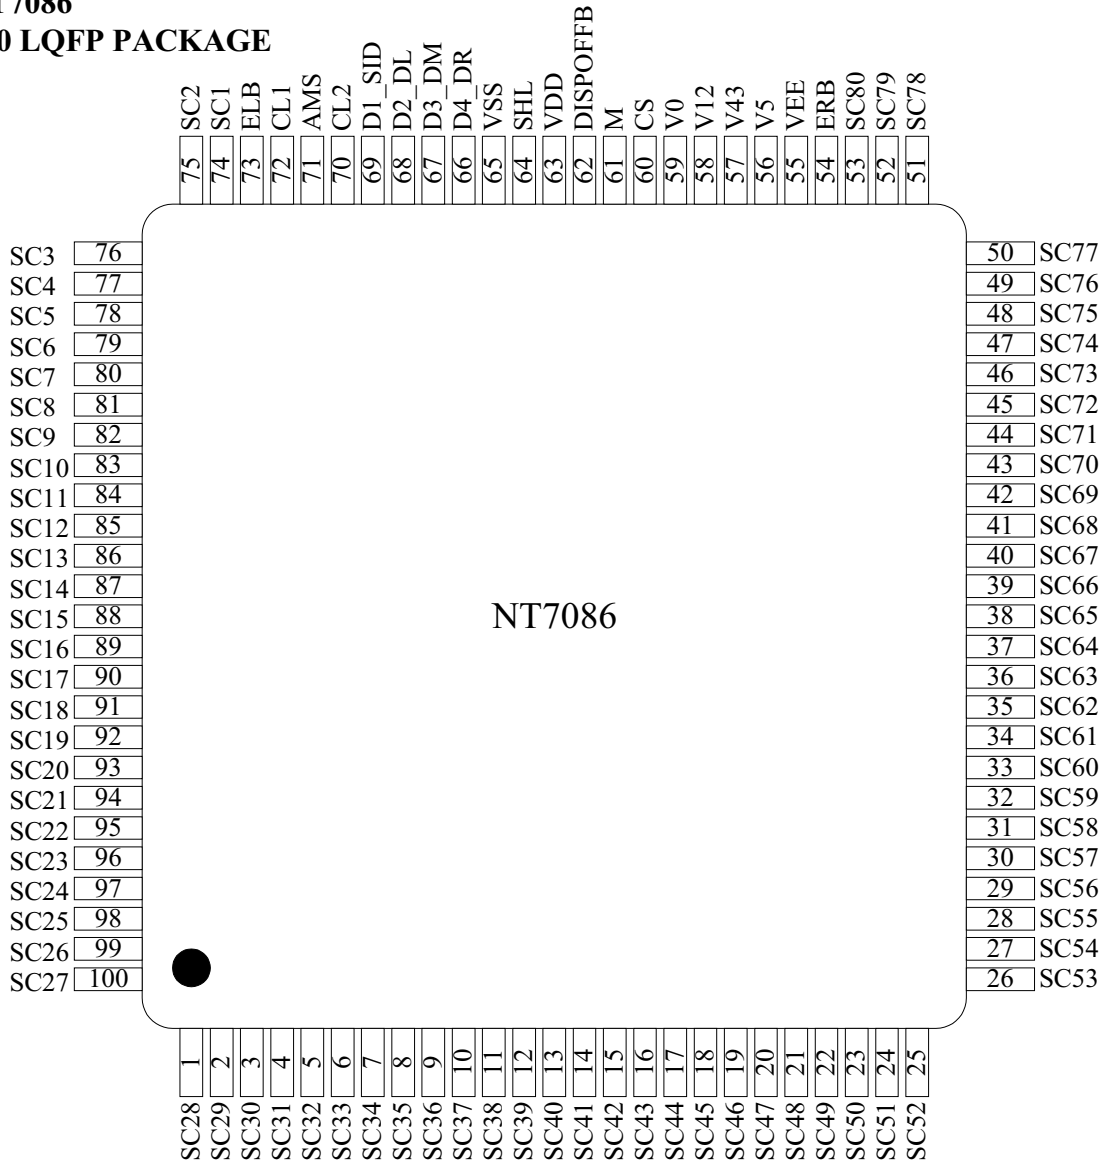 7086
0 LQFP PACKAGE
SC2 SC1 ELB CL1 AMS CL2 D1_SID D2_DL D3_DM D4_DR VSS SHL VDD DISPOFFB M CS V0 V12 V43 V5 VEE ERB SC80 SC79 SC78
75 74 73 72 71 70 69 68 67 66 65 64 63 62 61 60 59 58 57 56 55 54 53 52 51
SC3 76 50 SC77
SC4 77 49 SC76
SC5 78 48 SC75
SC6 79 47 SC74
SC7 80 46 SC73
SC8 81 45 SC72
SC9 82 44 SC71
SC10 83 43 SC70
SC11 84 42 SC69
SC12 85 41 SC68
SC13 86 40 SC67
SC14 87 39 SC66
SC15 88 38 SC65
NT7086
SC16 89 37 SC64
SC17 90 36 SC63
SC18 91 35 SC62
SC19 92 34 SC61
SC20 93 33 SC60
SC21 94 32 SC59
SC22 95 31 SC58
SC23 96 30 SC57
SC24 97 29 SC56
SC25 98 28 SC55
SC26 99 27 SC54
SC27 100 26 SC53
1 2 3 4 5 6 7 8 9 10 11 12 13 14 15 16 17 18 19 20 21 22 23 24 25
SC28 SC29 SC30 SC31 SC32 SC33 SC34 SC35 SC36 SC37 SC38 SC39 SC40 SC41 SC42 SC43 SC44 SC45 SC46 SC47 SC48 SC49 SC50 SC51 SC52